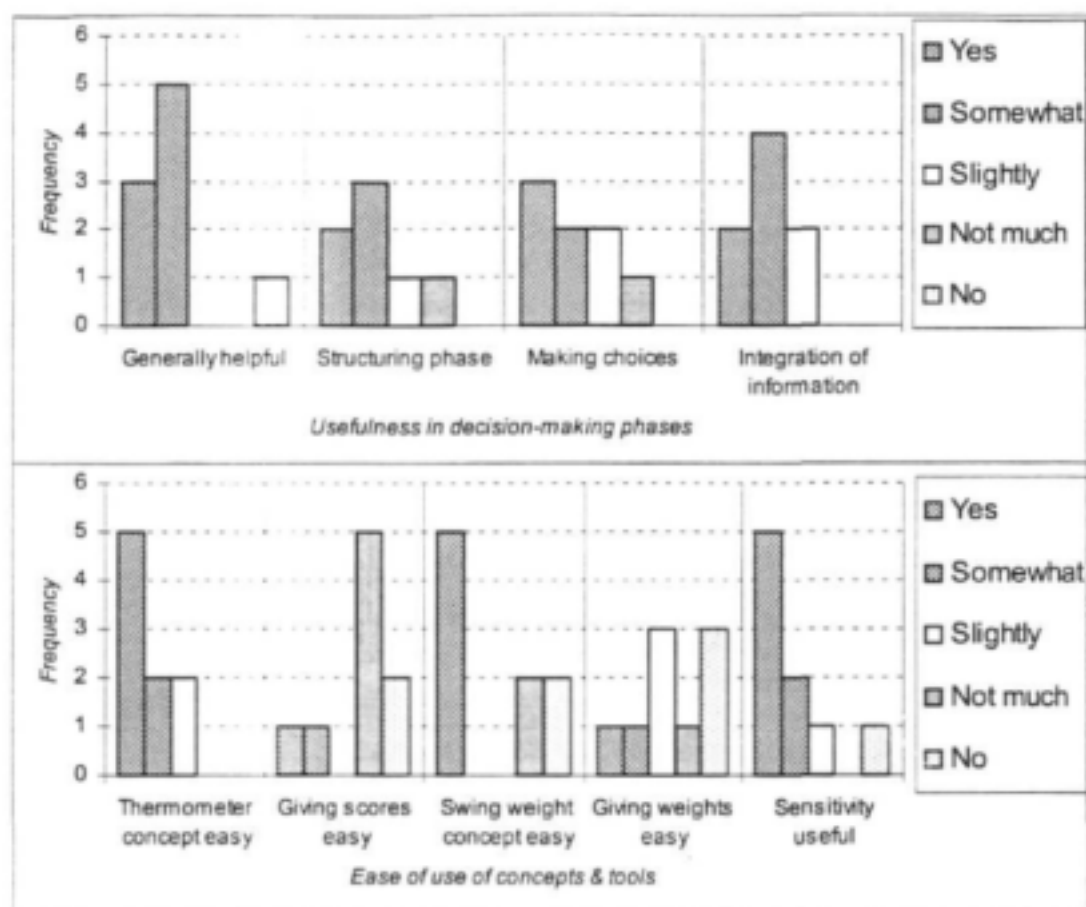 6
5
4
3
2
1
0
Frequency
Generally helpful
Structuring phase
Making choices
Integration of
information
Usefulness in decision-making phases
Yes
Somewhat
Slightly
Not much
No
6
5
4
3
2
1
0
Frequency
Thermometer
concept easy
Giving scores
easy
Swing weight
concept easy
Giving weights
easy
Sensitivity
useful
Ease of use of concepts & tools
Yes
Somewhat
Slightly
Not much
No